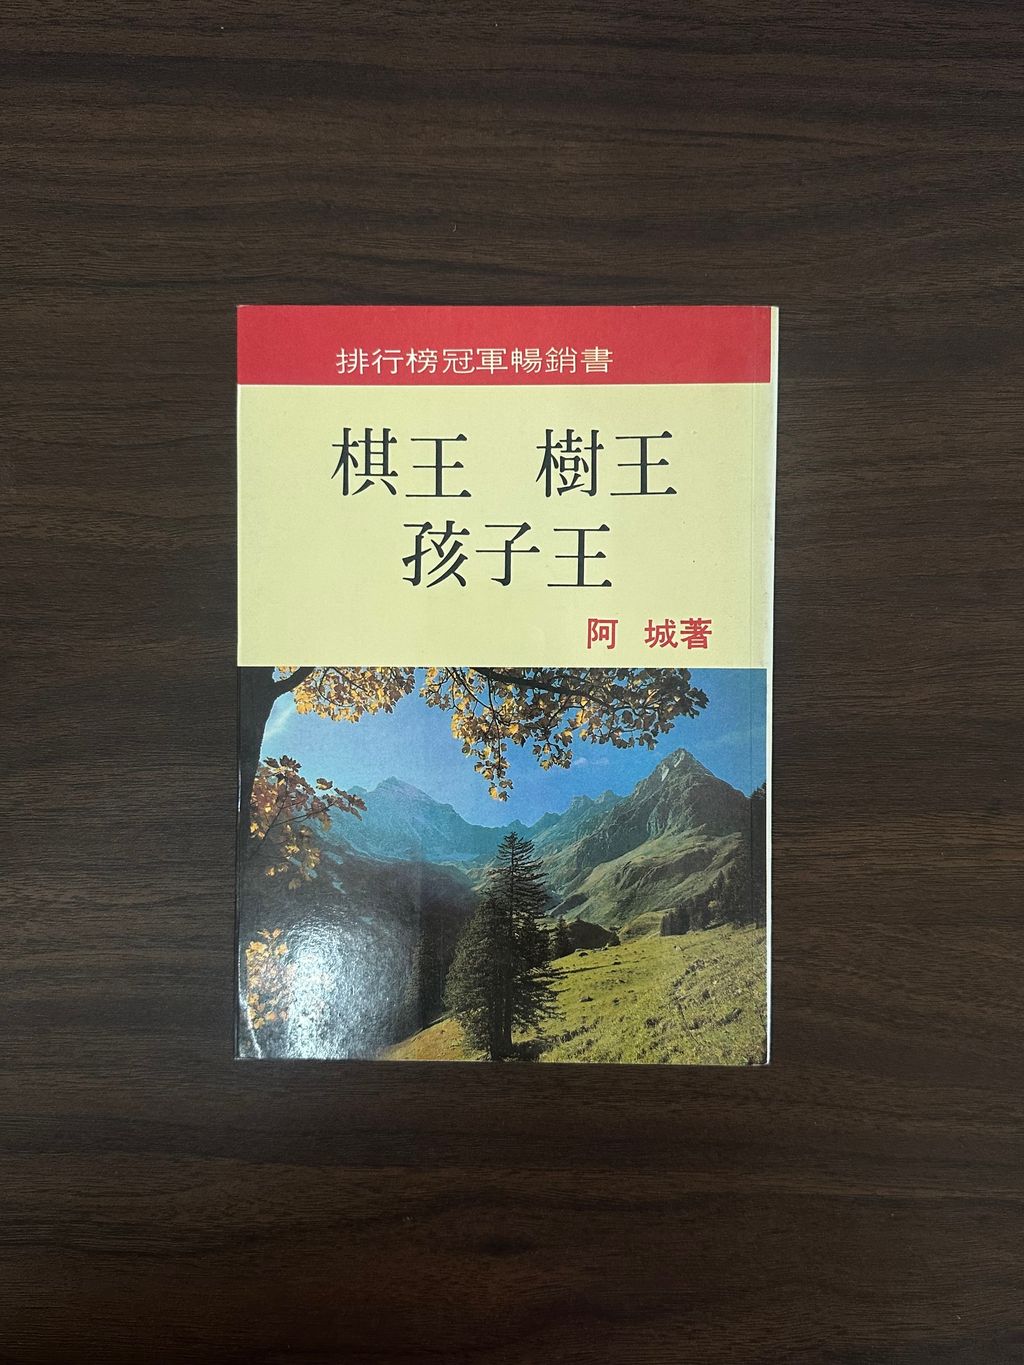 排行榜冠軍暢銷書
棋王 樹王
孩子王
阿 城著